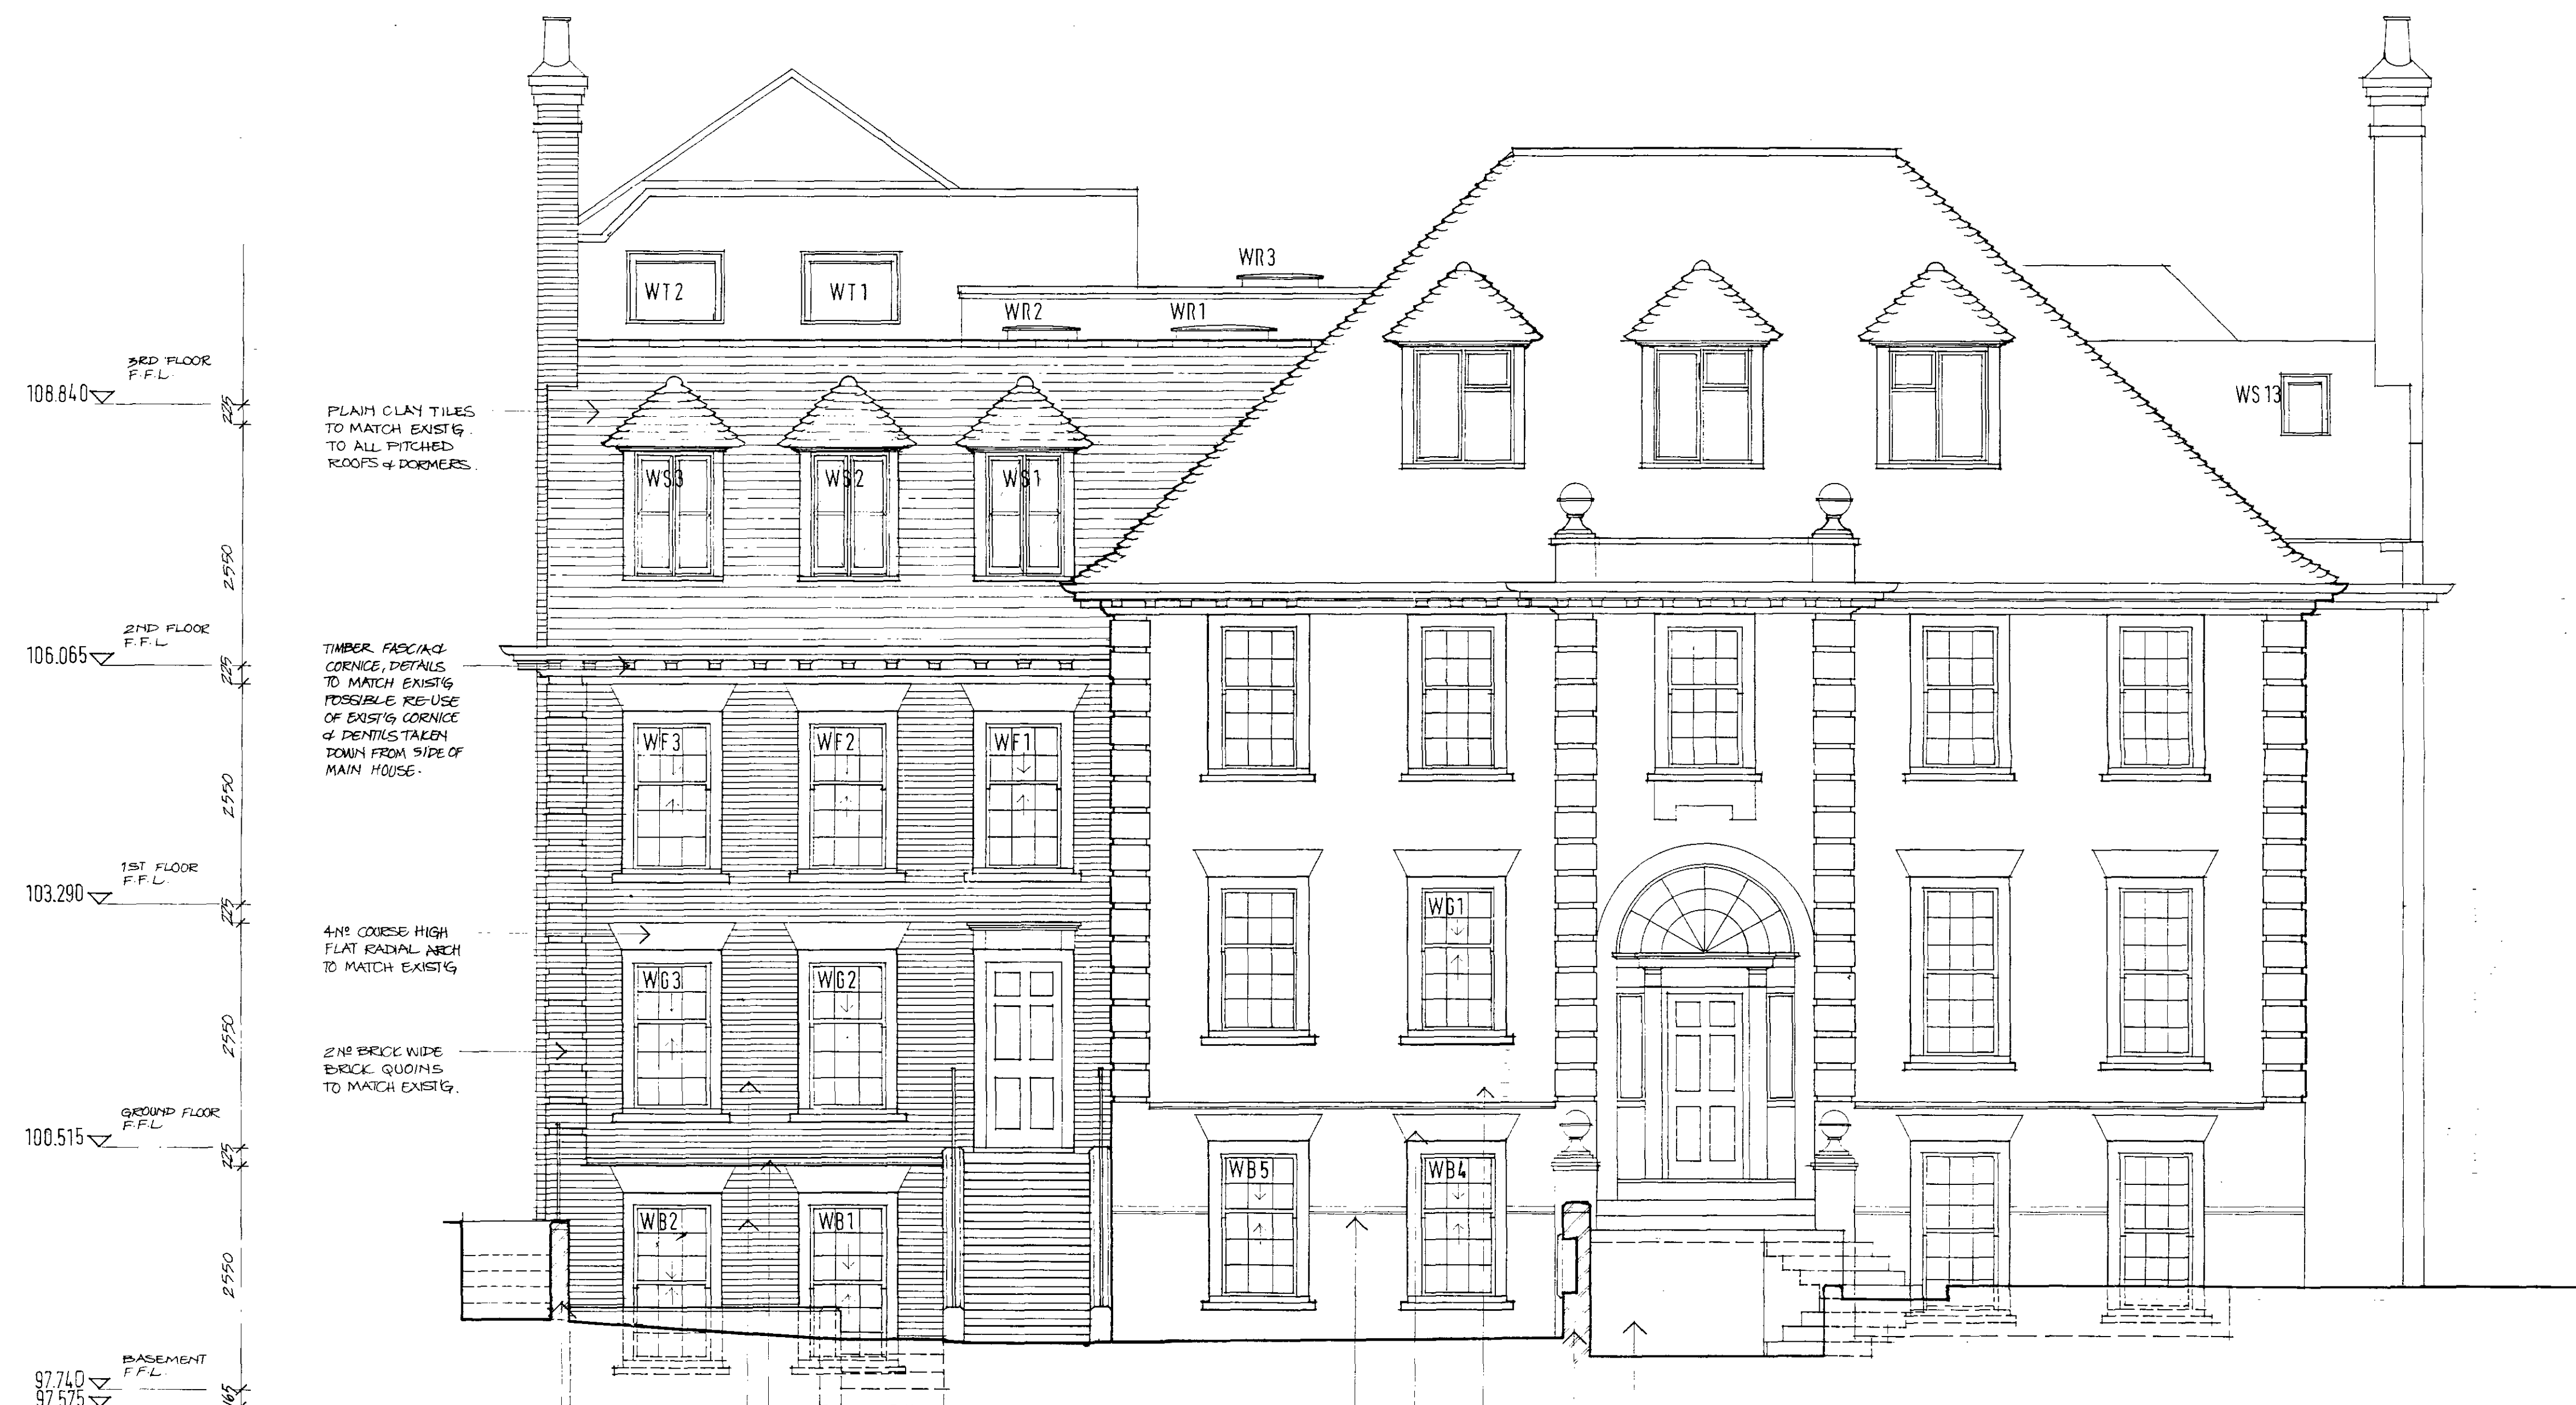 WR3
WT2
WT1
WR2
WR1
3RD FLOOR
F.F.L.
108.840
225
WS13
PLAIN CLAY TILES
TO MATCH EXIST'G.
TO ALL PITCHED
ROOFS & DORMERS.
WS3
WS2
WS1
2550
2ND FLOOR
F.F.L.
106.065
225
TIMBER FASCIA &
CORNICE, DETAILS
TO MATCH EXIST'G
POSSIBLE RE-USE
OF EXIST'G CORNICE
& DENTILS TAKEN
DOWN FROM SIDE OF
MAIN HOUSE.
WF3
WF2
WF1
2550
1ST FLOOR
F.F.L.
103.290
225
WG1
4Nº COURSE HIGH
FLAT RADIAL ARCH
TO MATCH EXIST'G
WG3
WG2
2550
2Nº BRICK WIDE
BRICK QUOINS
TO MATCH EXIST'G.
GROUND FLOOR
F.F.L
100.515
225
WB5
WB4
WB2
WB1
2550
BASEMENT
F.F.L.
97.740
97.575
165